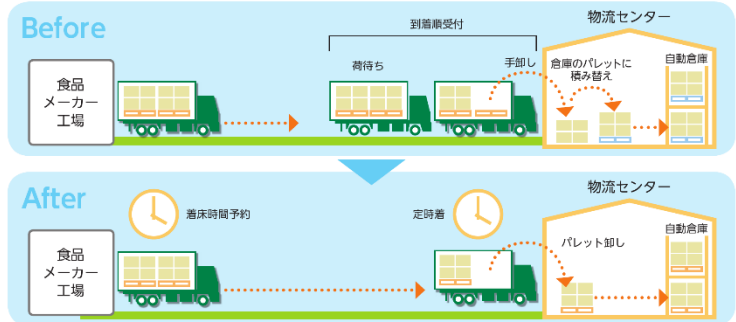 Before
到着順受付
物流センター
荷待ち
手卸し
倉庫のパレットに
積み替え
自動倉庫
食品
メーカー
工場
After
着床時間予約
定時着
物流センター
パレット卸し
自動倉庫
食品
メーカー
工場